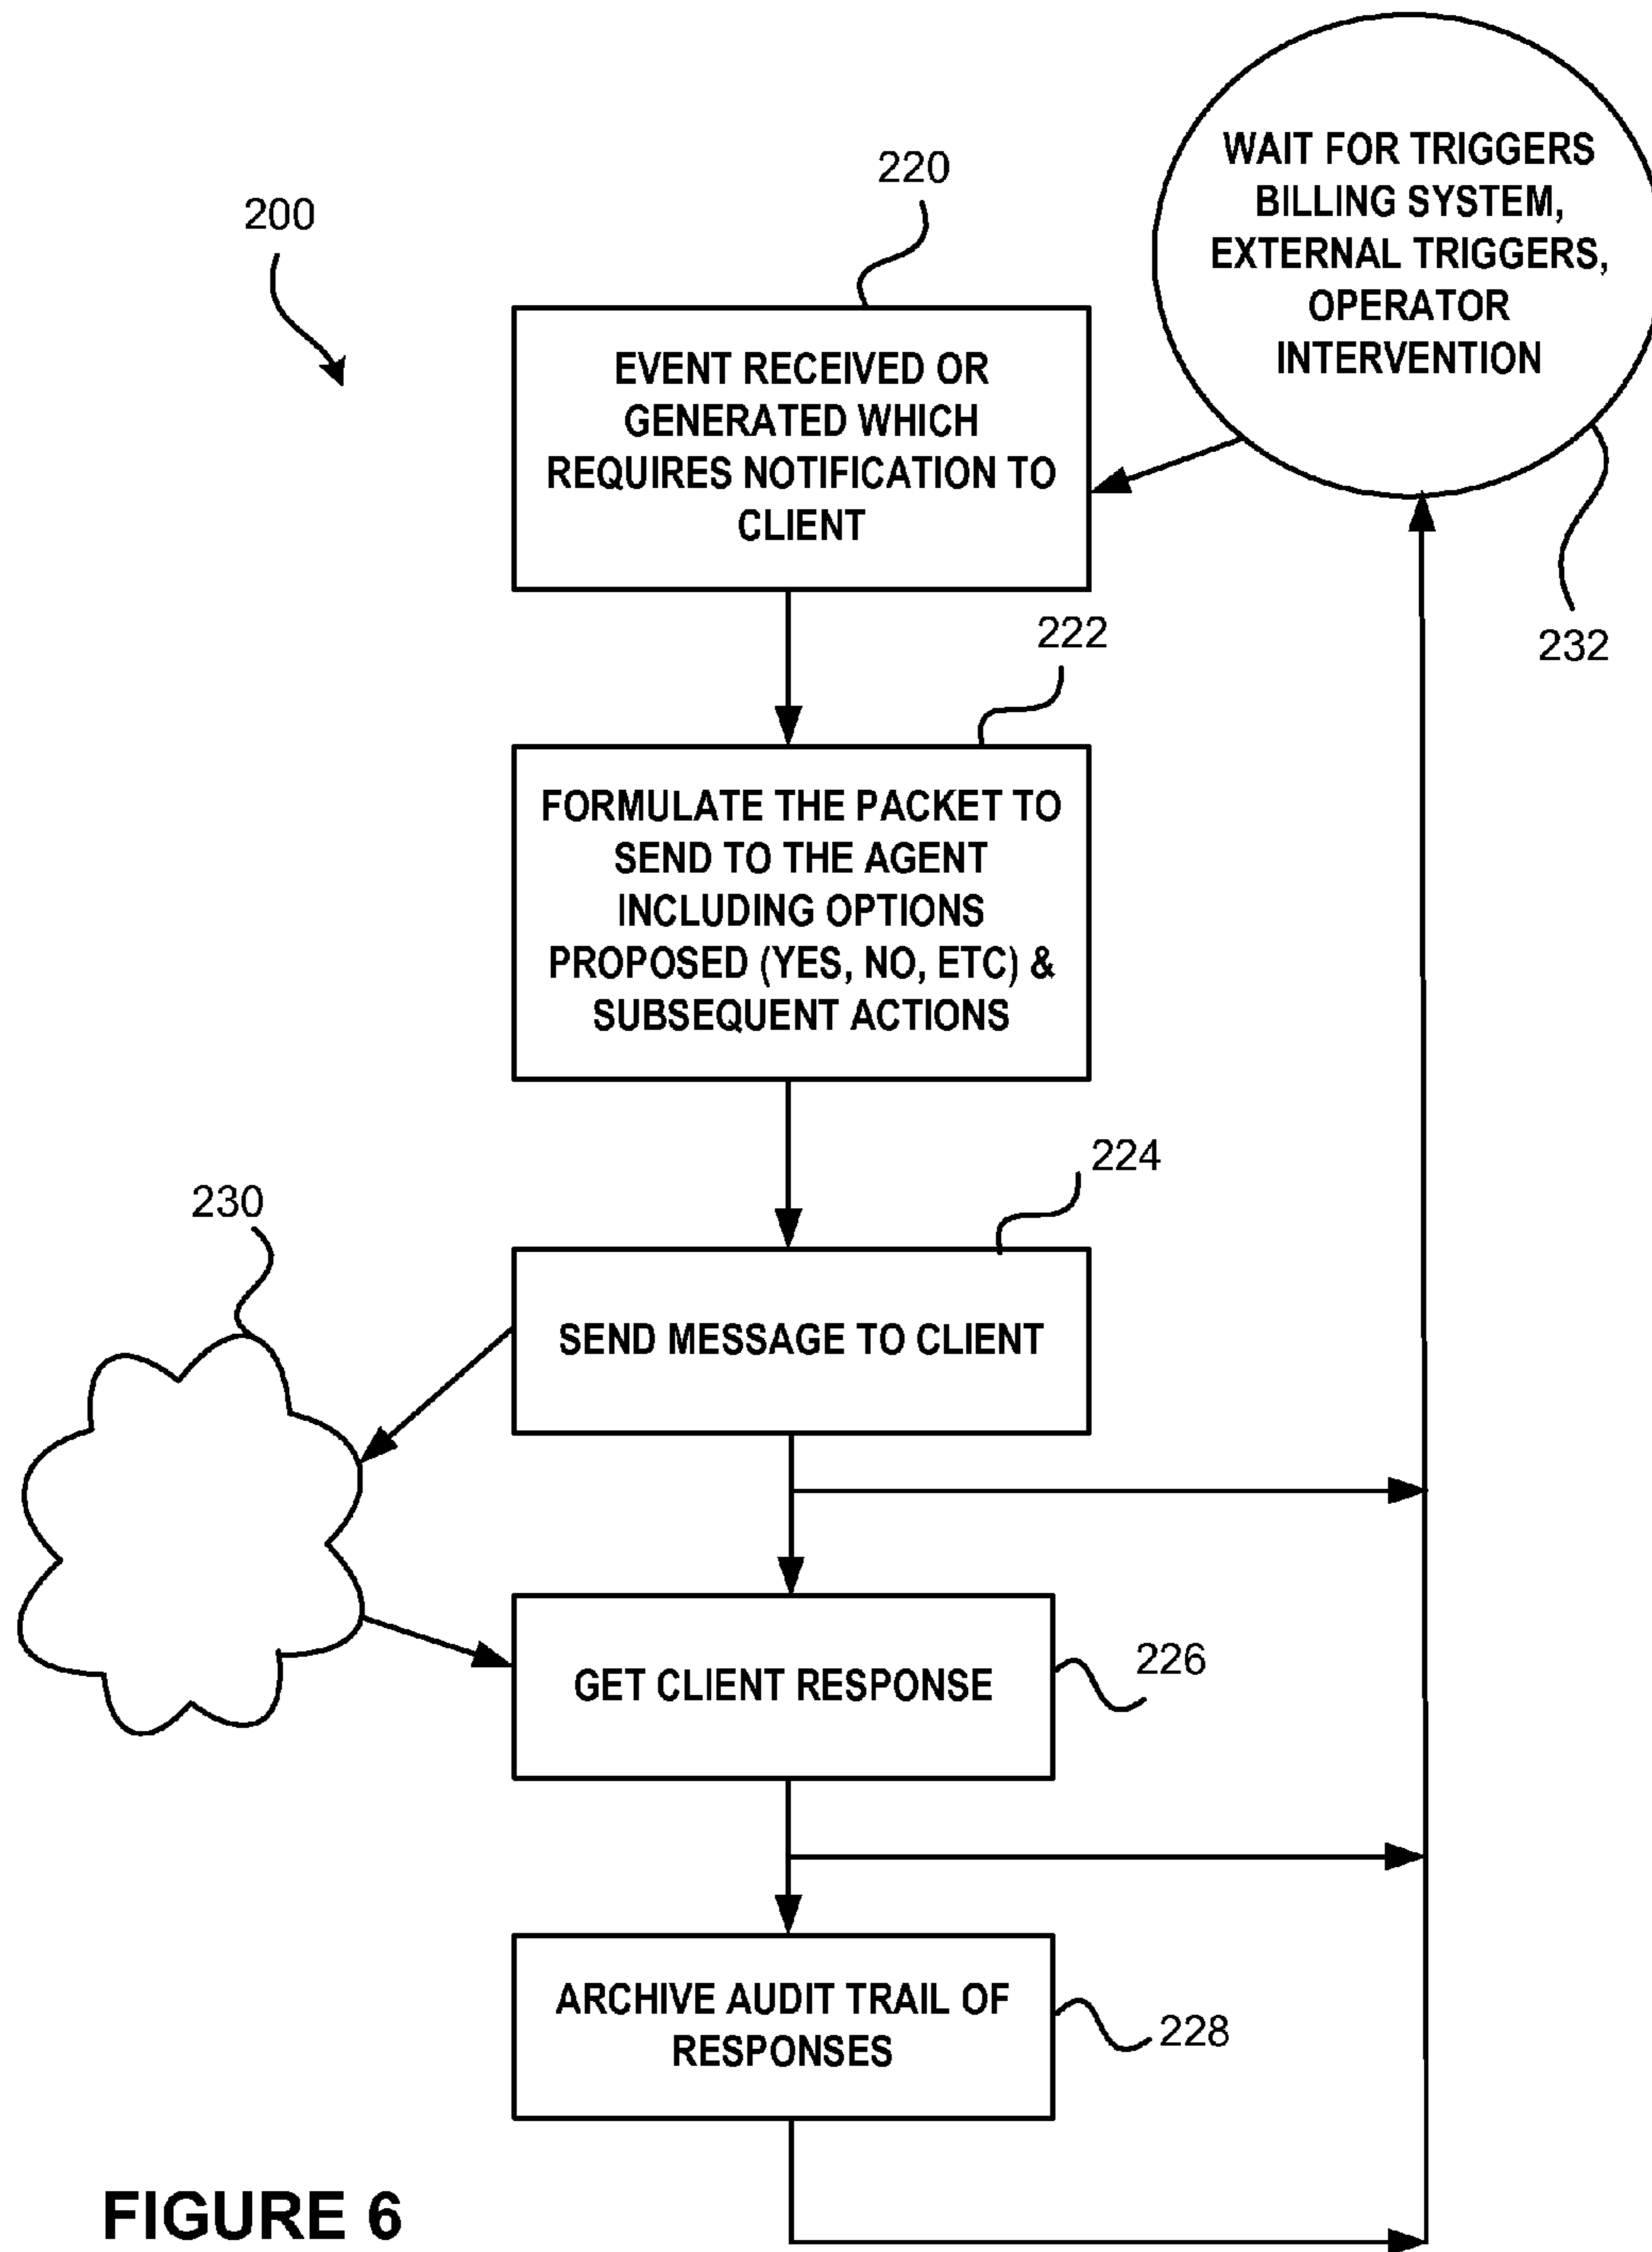 220
200
WAIT FOR TRIGGERS
BILLING SYSTEM,
EXTERNAL TRIGGERS,
OPERATOR
INTERVENTION
EVENT RECEIVED OR
GENERATED WHICH
REQUIRES NOTIFICATION TO
CLIENT
232
222
FORMULATE THE PACKET TO
SEND TO THE AGENT
INCLUDING OPTIONS
PROPOSED (YES, NO, ETC) &
SUBSEQUENT ACTIONS
224
230
SEND MESSAGE TO CLIENT
GET CLIENT RESPONSE
226
ARCHIVE AUDIT TRAIL OF
RESPONSES
228
FIGURE 6